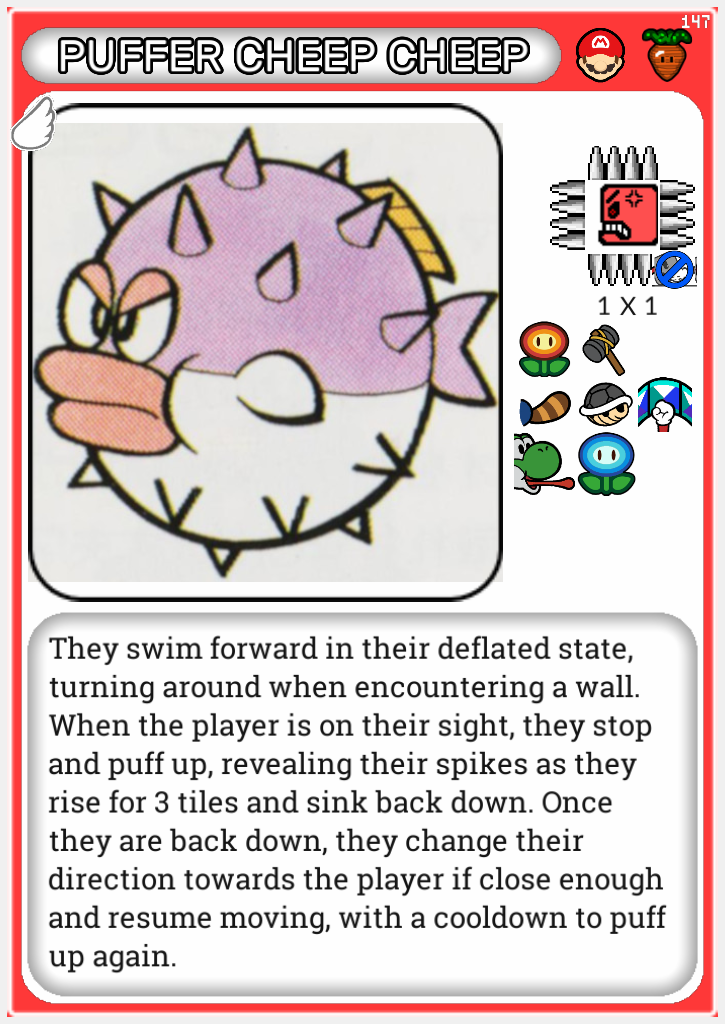 147
PUFFER CHEEP CHEEP
M
1 X 1
They swim forward in their deflated state,
turning around when encountering a wall.
When the player is on their sight, they stop
and puff up, revealing their spikes as they
rise for 3 tiles and sink back down. Once
they are back down, they change their
direction towards the player if close enough
and resume moving, with a cooldown to puff
up again.